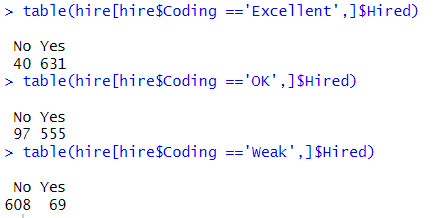 > table(hire[hire$Coding =='Excellent',]$Hired)
No Yes
40 631
> table(hire[hire$Coding =='OK',]$Hired)
No Yes
97 555
> table(hire[hire$Coding =='Weak',]$Hired)
No Yes
608 69